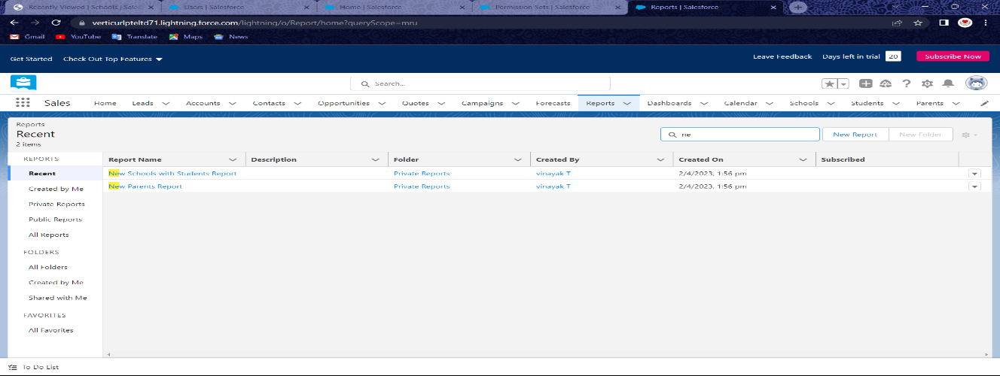 Recently Viewed | Schools | Sales
Users | Salesforce
Home | Salesforce
Permission Sets | Salesforce
Reports | Salesforce
verticurlpteltd71.lightning.force.com/lightning/o/Report/home?queryScope=mru
Gmail YouTube Translate Maps News
Get Started Check Out Top Features Leave Feedback Days left in trial 20 Subscribe Now
Search...
Sales Home Leads Accounts Contacts Opportunities Quotes Campaigns Forecasts Reports Dashboards Calendar Schools Students Parents
Reports
Recent
2 items
ne New Report New Folder
REPORTS
Recent
Created by Me
Private Reports
Public Reports
All Reports
FOLDERS
All Folders
Created by Me
Shared with Me
FAVORITES
All Favorites
Report Name Description Folder Created By Created On Subscribed
New Schools with Students Report Private Reports vinayak T 2/4/2023, 1:56 pm
New Parents Report Private Reports vinayak T 2/4/2023, 1:56 pm
To Do List